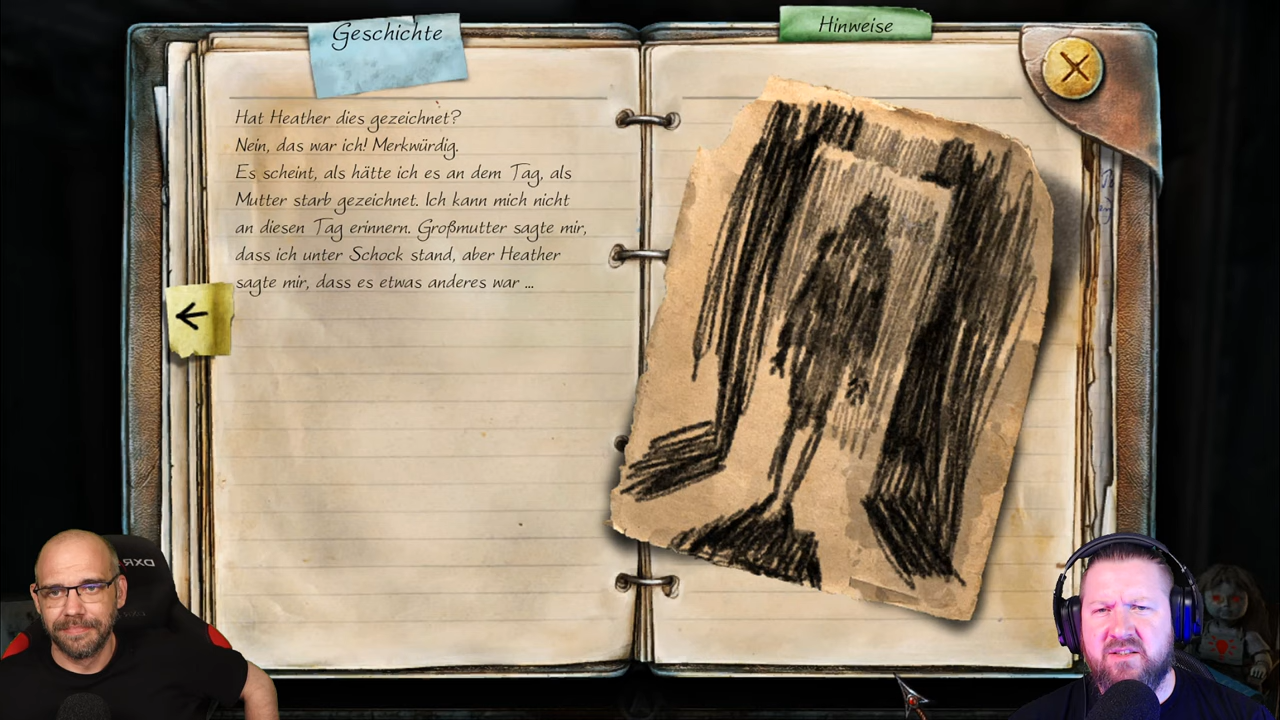 Geschichte
Hinweise
Hat Heather dies gezeichnet?
Nein, das war ich! Merkwürdig.
Es scheint, als hätte ich es an dem Tag, als
Mutter starb gezeichnet. Ich kann mich nicht
an diesen Tag erinnern. Großmutter sagte mir,
dass ich unter Schock stand, aber Heather
sagte mir, dass es etwas anderes war ...